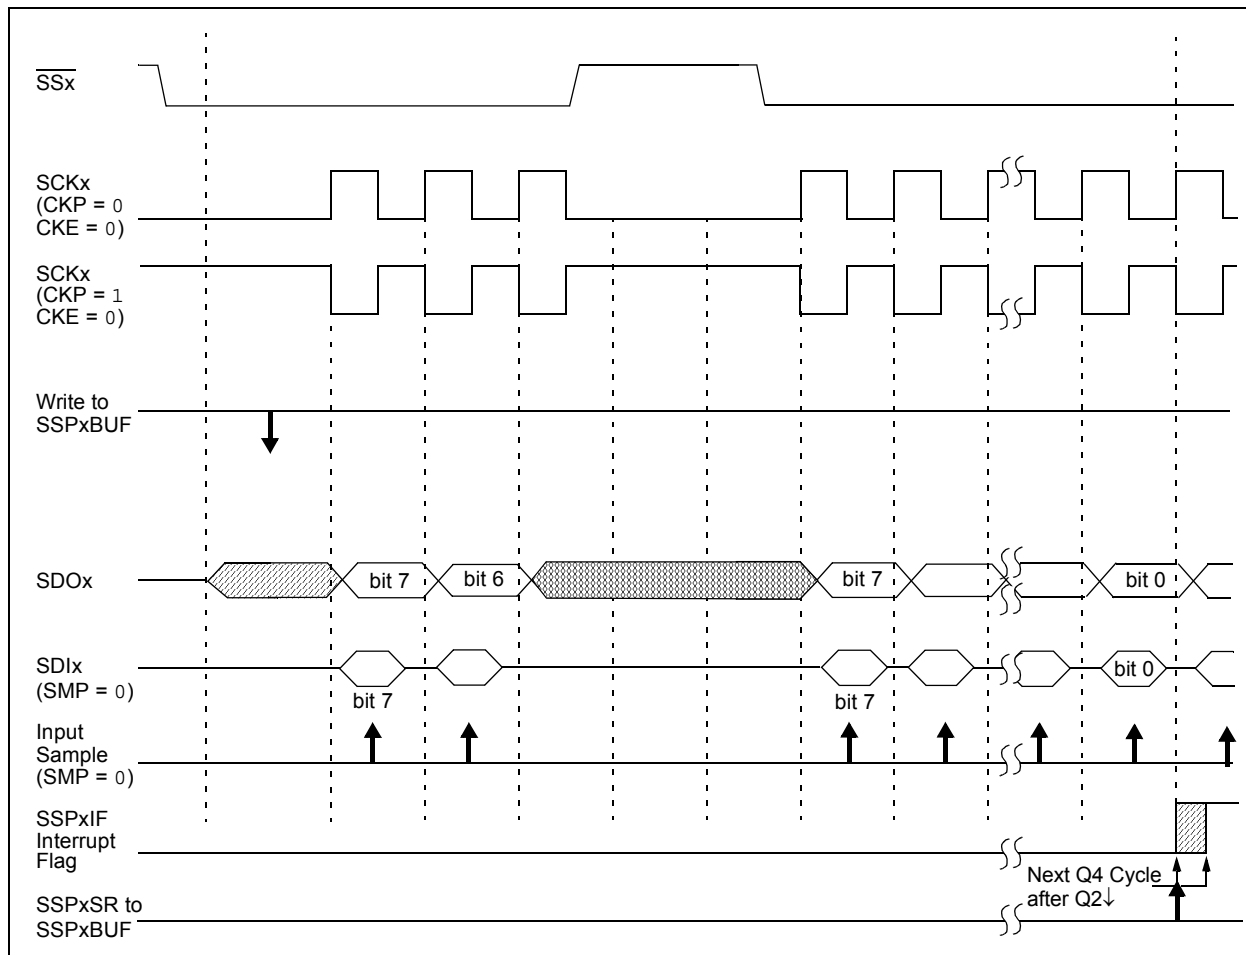 SSx
SCKx
(CKP = 0
CKE = 0)
SCKx
(CKP = 1
CKE = 0)
Write to
SSPxBUF
SDOx
bit 7
bit 6
bit 7
bit 0
SDIx
(SMP = 0)
bit 7
bit 7
bit 0
Input
Sample
(SMP = 0)
SSPxIF
Interrupt
Flag
Next Q4 Cycle
after Q2↓
SSPxSR to
SSPxBUF